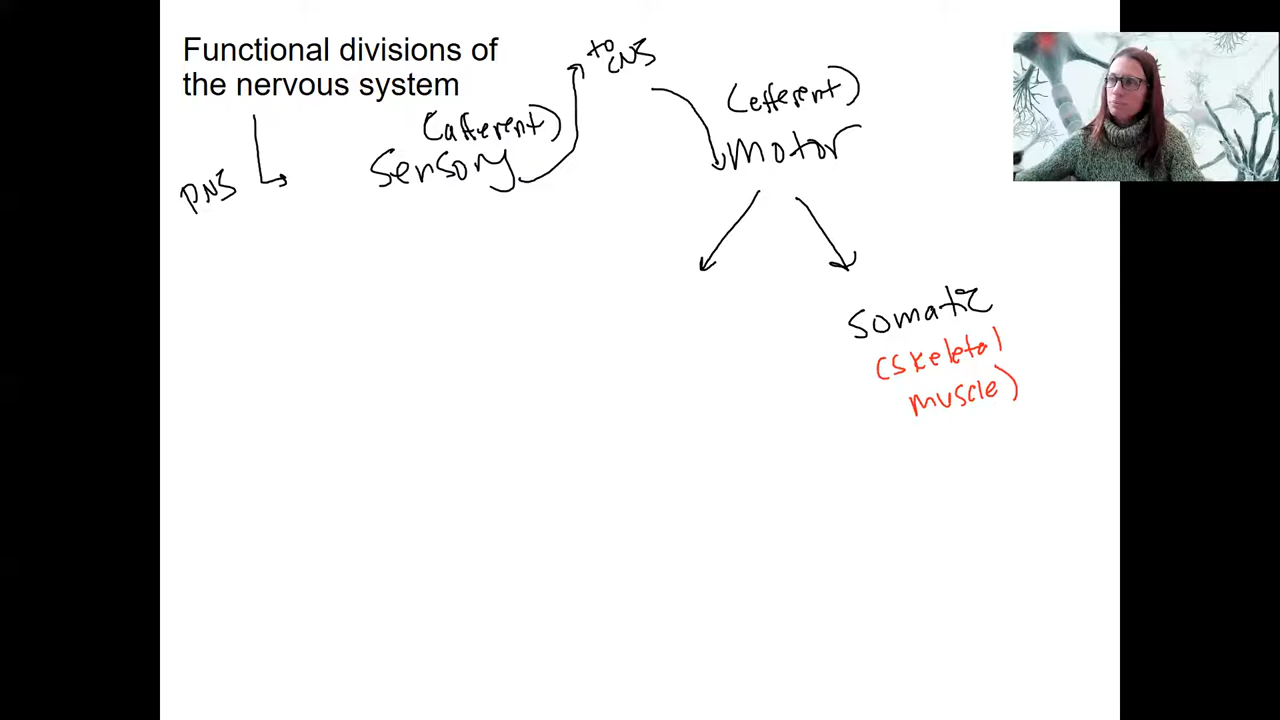 Functional divisions of
the nervous system
to
CNS
(efferent)
(afferent)
motor
sensory
PNS
somatic
(skeletal
muscle)